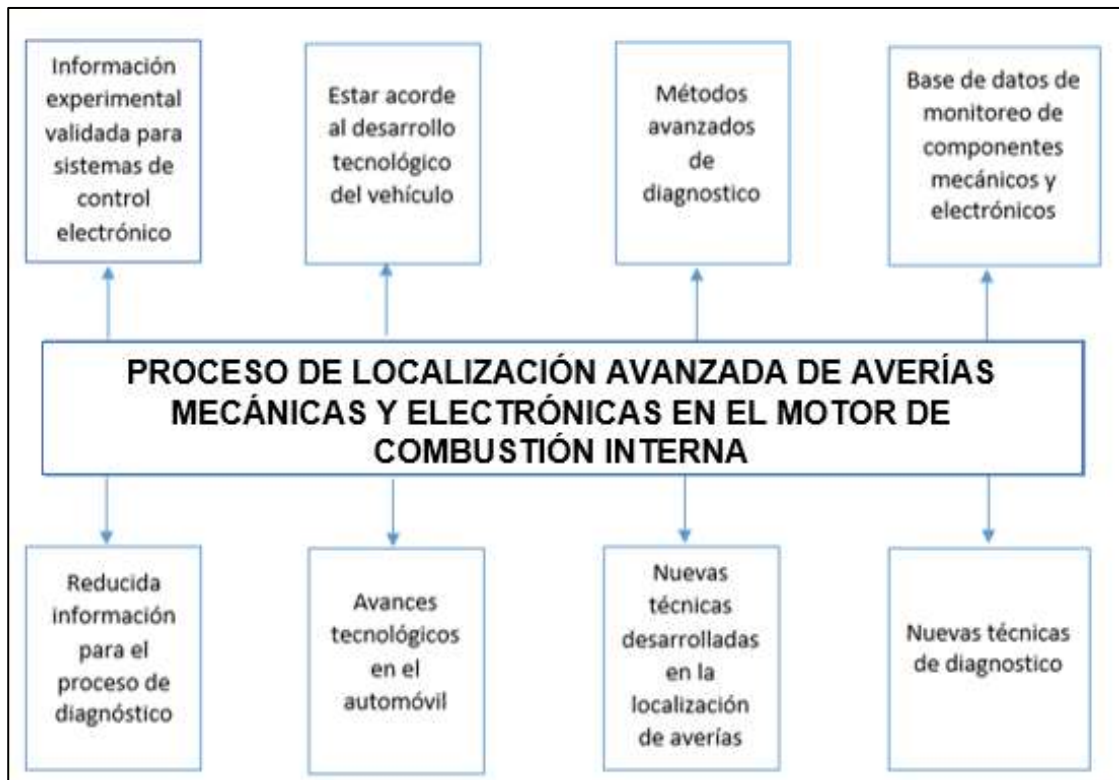 Información
experimental
validada para
sistemas de
control
electrónico
Estar acorde
al desarrollo
tecnológico
del vehículo
Métodos
avanzados
de
diagnostico
Base de datos de
monitoreo de
componentes
mecánicos y
electrónicos
PROCESO DE LOCALIZACIÓN AVANZADA DE AVERÍAS
MECÁNICAS Y ELECTRÓNICAS EN EL MOTOR DE
COMBUSTIÓN INTERNA
Reducida
información
para el
proceso de
diagnóstico
Avances
tecnológicos
en el
automóvil
Nuevas
técnicas
desarrolladas
en la
localización
de averías
Nuevas técnicas
de diagnostico